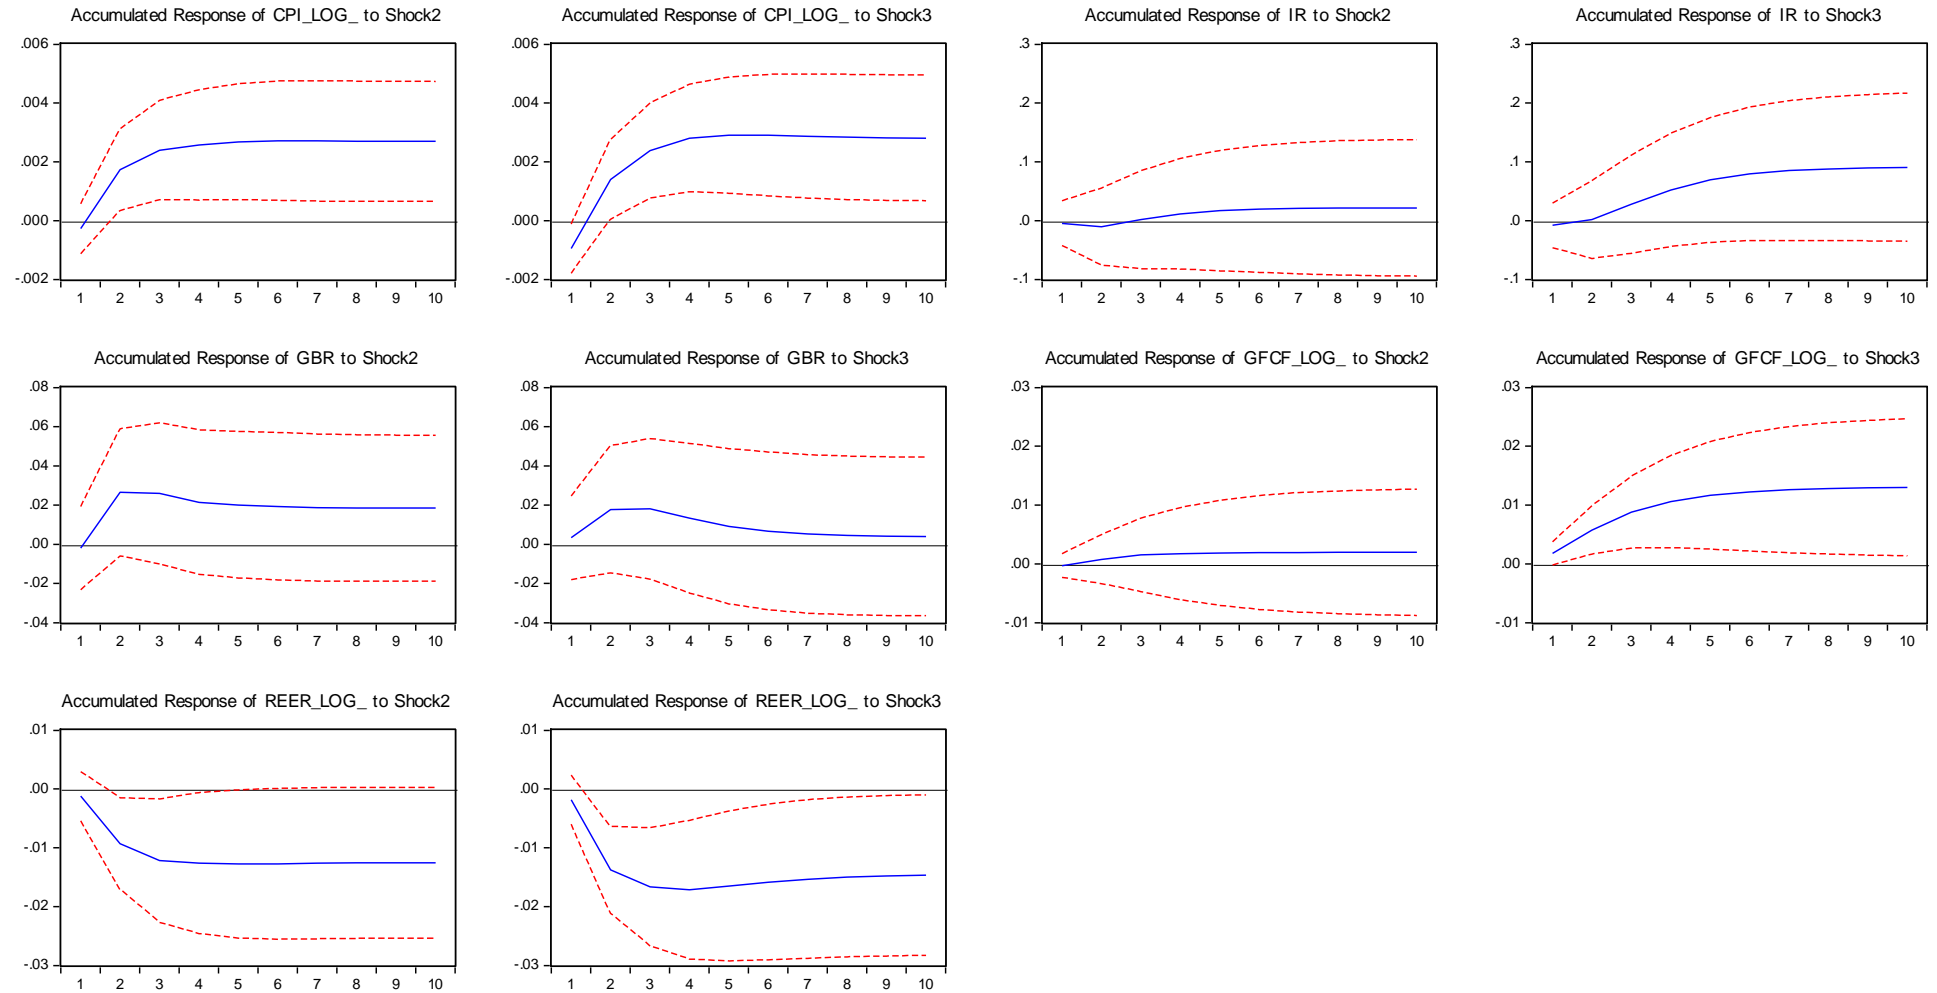 Accumulated Response of CPI_LOG_ to Shock2
.006
.004
.002
.000
-.002
1 2 3 4 5 6 7 8 9 10
Accumulated Response of CPI_LOG_ to Shock3
.006
.004
.002
.000
-.002
1 2 3 4 5 6 7 8 9 10
Accumulated Response of IR to Shock2
.3
.2
.1
.0
-.1
1 2 3 4 5 6 7 8 9 10
Accumulated Response of IR to Shock3
.3
.2
.1
.0
-.1
1 2 3 4 5 6 7 8 9 10
Accumulated Response of GBR to Shock2
.08
.06
.04
.02
.00
-.02
-.04
1 2 3 4 5 6 7 8 9 10
Accumulated Response of GBR to Shock3
.08
.06
.04
.02
.00
-.02
-.04
1 2 3 4 5 6 7 8 9 10
Accumulated Response of GFCF_LOG_ to Shock2
.03
.02
.01
.00
-.01
1 2 3 4 5 6 7 8 9 10
Accumulated Response of GFCF_LOG_ to Shock3
.03
.02
.01
.00
-.01
1 2 3 4 5 6 7 8 9 10
Accumulated Response of REER_LOG_ to Shock2
.01
.00
-.01
-.02
-.03
1 2 3 4 5 6 7 8 9 10
Accumulated Response of REER_LOG_ to Shock3
.01
.00
-.01
-.02
-.03
1 2 3 4 5 6 7 8 9 10